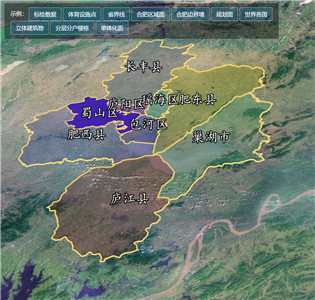 示例: 标绘数据 体育设施点 省界线 合肥区域面 合肥边界墙 规划面 世界各国
立体建筑物 分层分户楼栋 单体化面
长丰县
庐阳区 瑶海区 肥东县
蜀山区 包河区
肥西县 巢湖市
庐江县